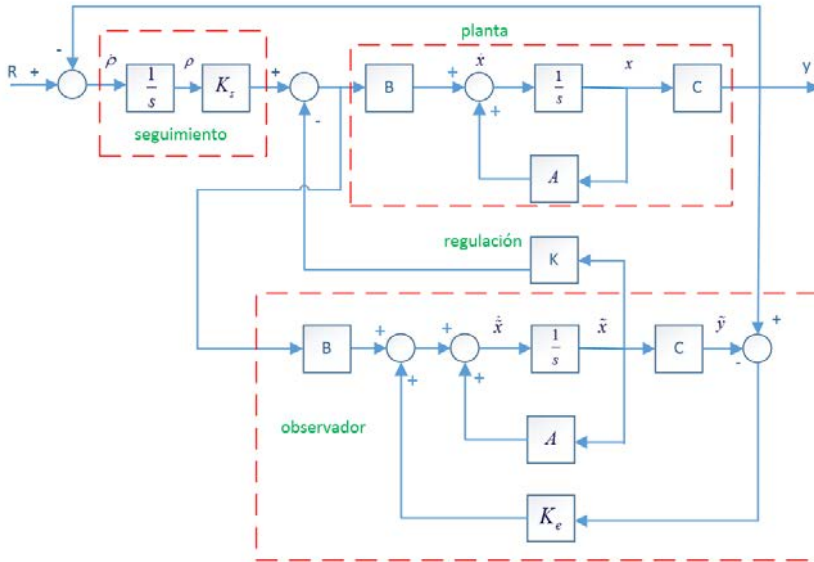 planta
R + - ρ̇ 1/s ρ K_s + - B + + ẋ 1/s x C y
seguimiento
A
regulación
K
B + + + + x̃̇ 1/s x̃ C ỹ + -
observador
A
K_e